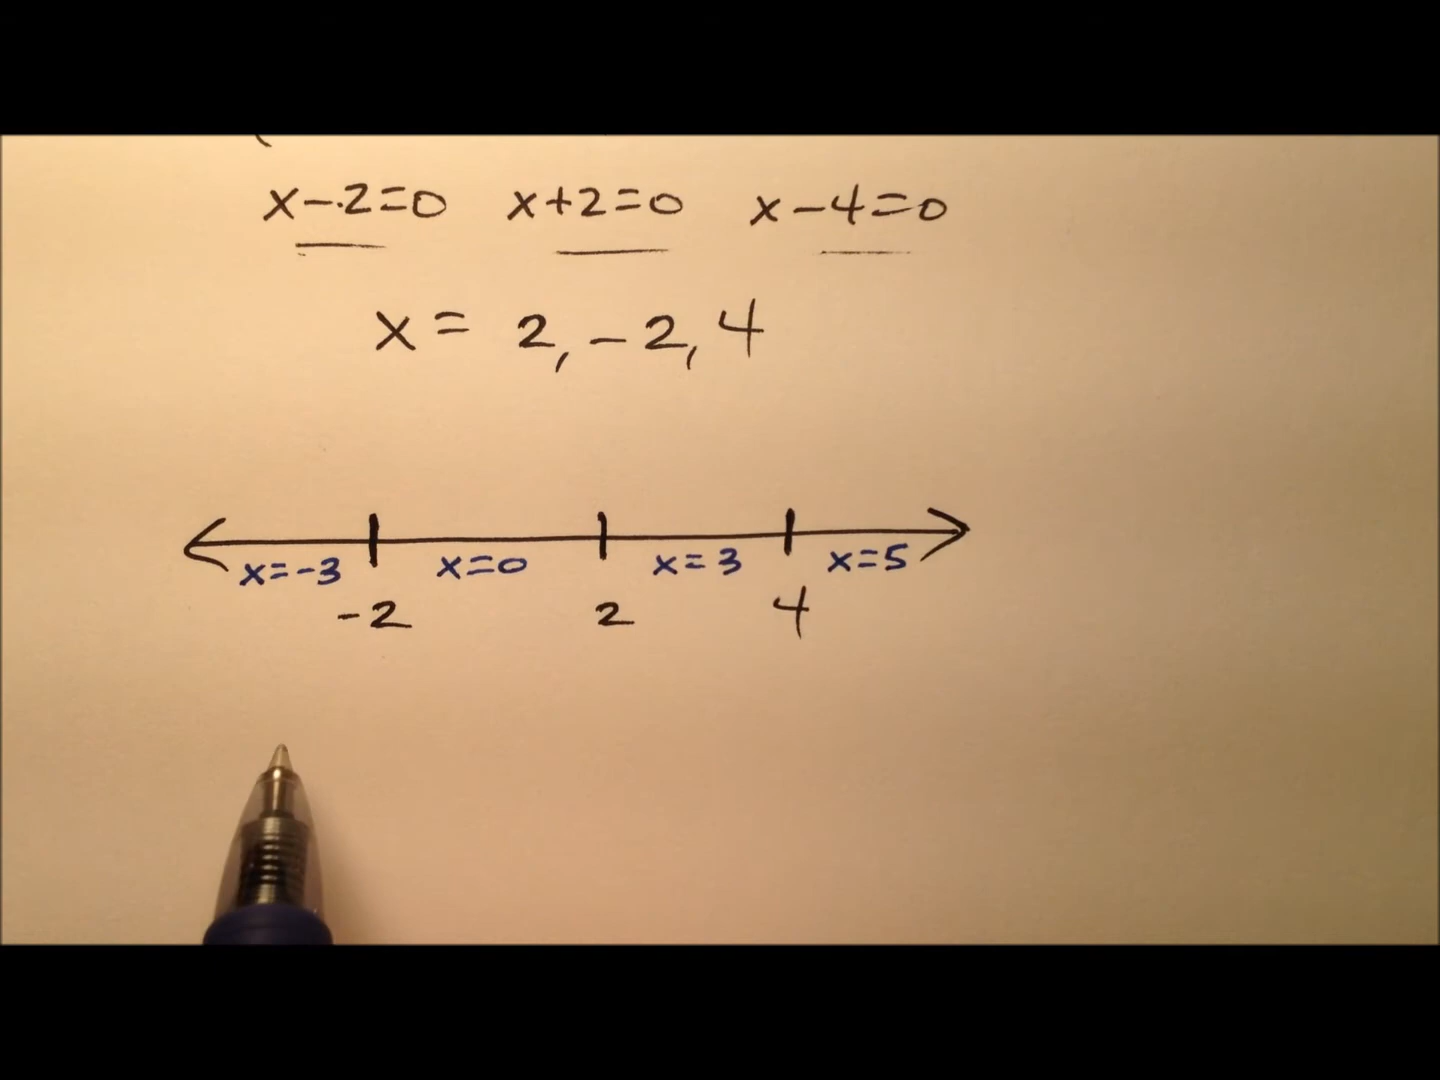 x-2=0 x+2=0 x-4=0
x= 2, -2, 4
x=-3 x=0 x=3 x=5
-2 2 4